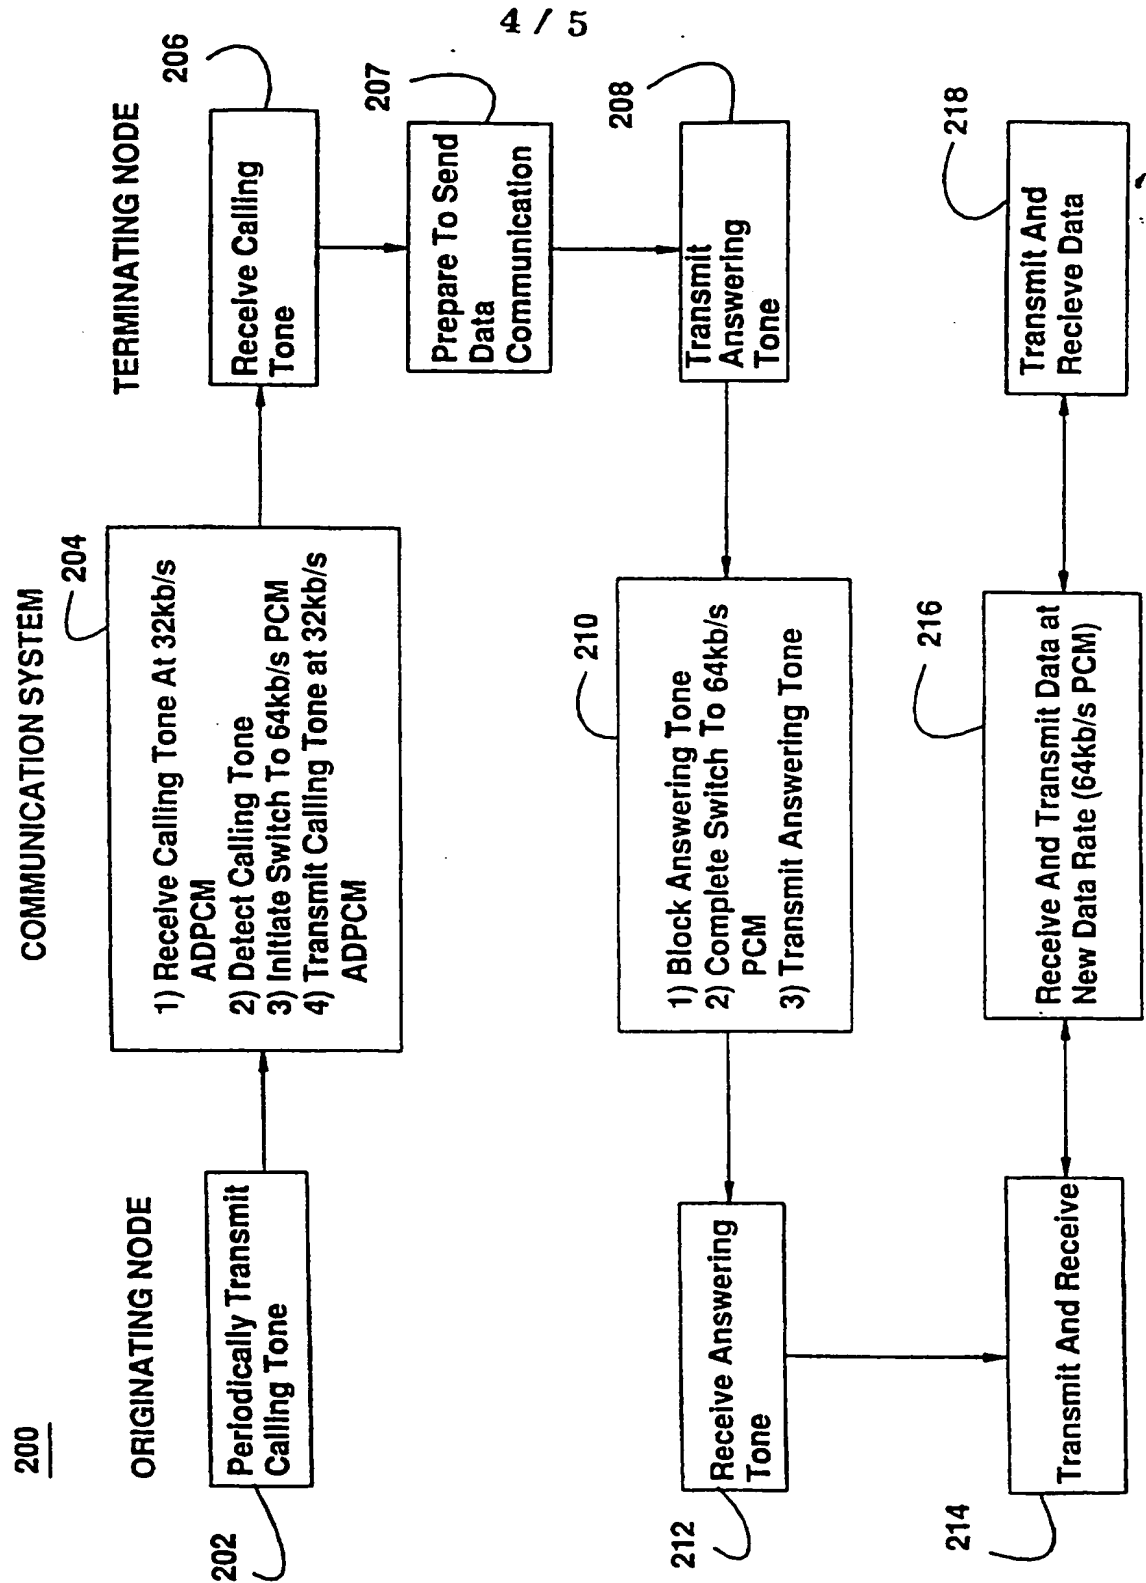 4 / 5
200
ORIGINATING NODE
COMMUNICATION SYSTEM
TERMINATING NODE
202
Periodically Transmit
Calling Tone
204
1) Receive Calling Tone At 32kb/s
ADPCM
2) Detect Calling Tone
3) Initiate Switch To 64kb/s PCM
4) Transmit Calling Tone at 32kb/s
ADPCM
206
Receive Calling
Tone
207
Prepare To Send
Data
Communication
208
Transmit
Answering
Tone
210
1) Block Answering Tone
2) Complete Switch To 64kb/s
PCM
3) Transmit Answering Tone
212
Receive Answering
Tone
214
Transmit And Receive
216
Receive And Transmit Data at
New Data Rate (64kb/s PCM)
218
Transmit And
Recieve Data